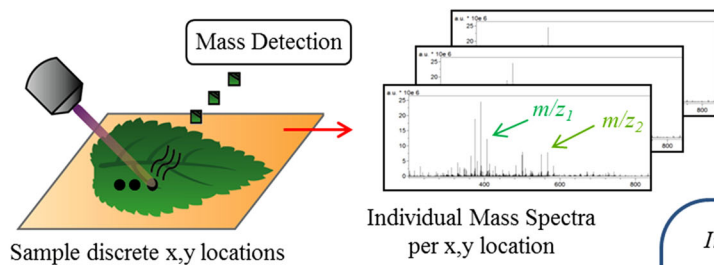 Mass Detection
Sample discrete x,y locations
a.u. * 10e 6
25
a.u. * 10e 6
25
20
800
a.u. * 10e 6
25
20
15
10
5
0
400
600
800
800
m/z1
m/z2
Individual Mass Spectra
per x,y location